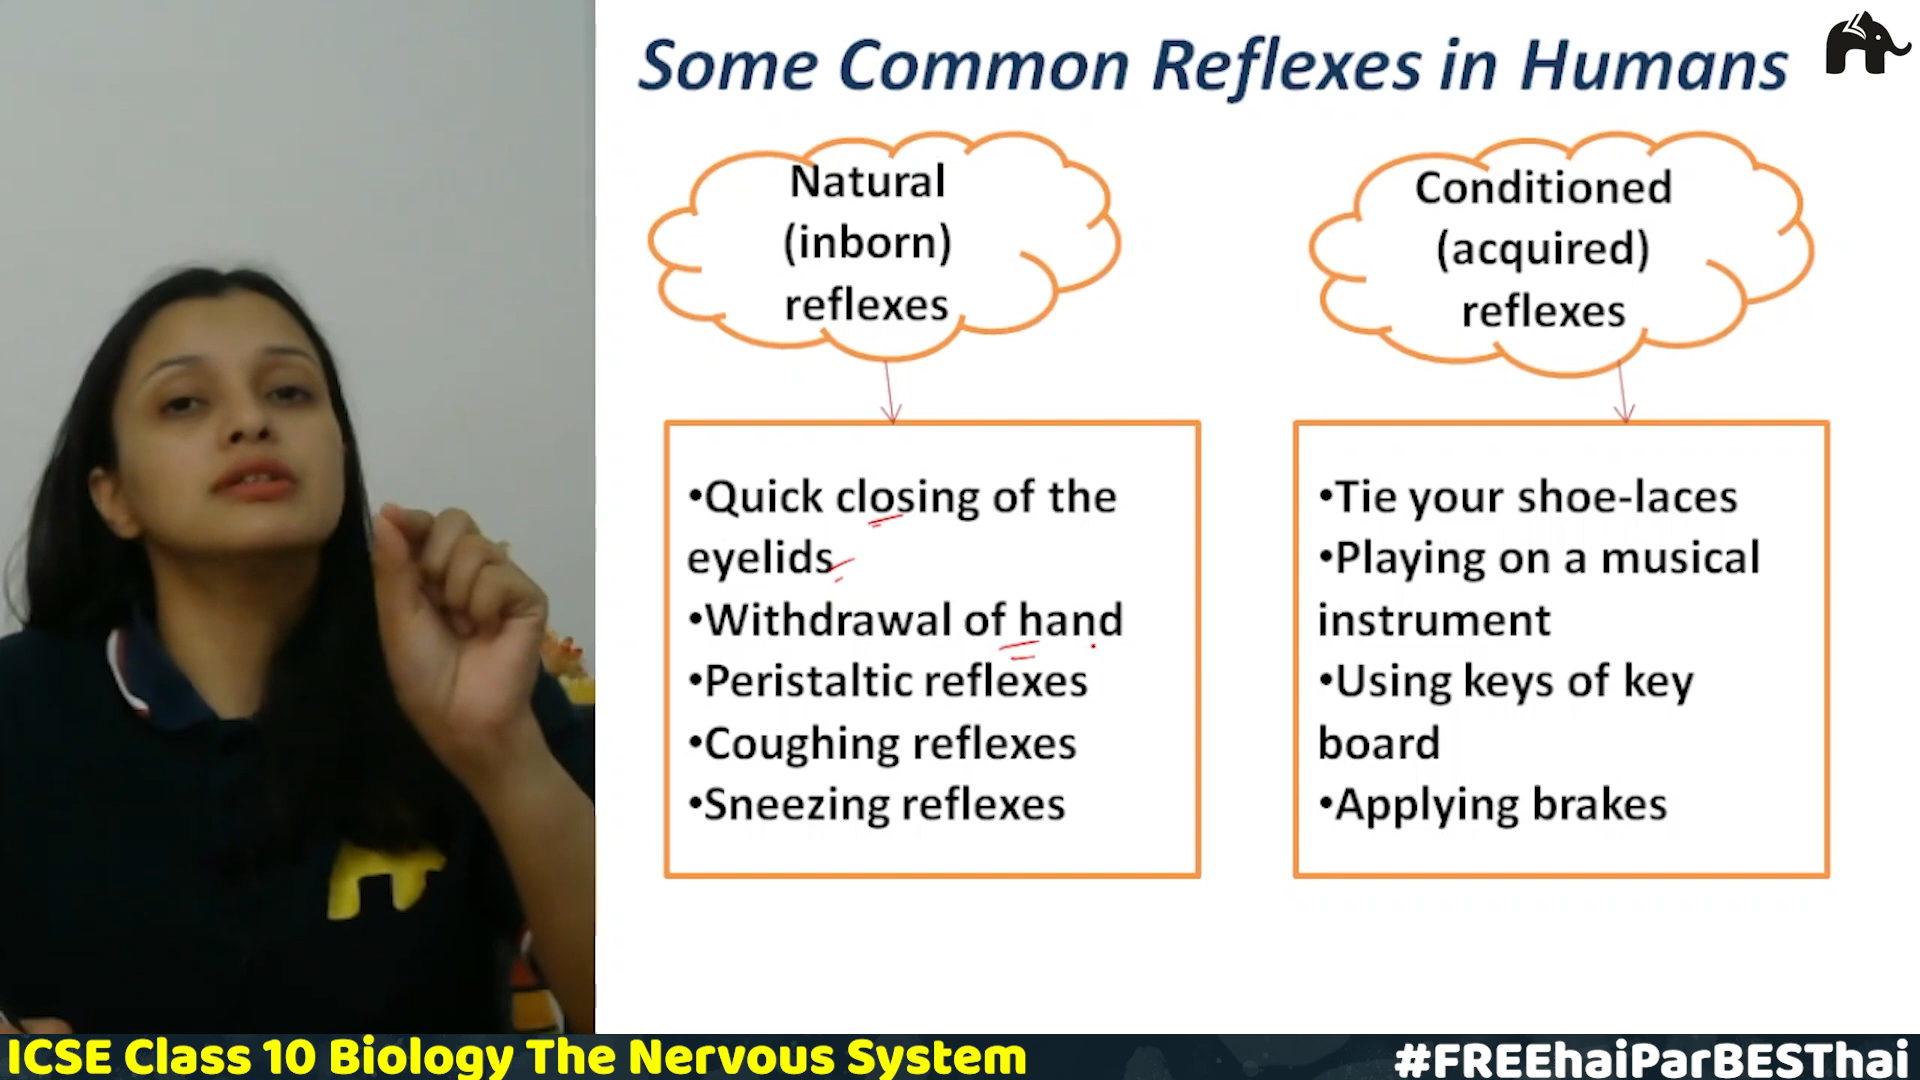 Some Common Reflexes in Humans
Natural
(inborn)
reflexes
•Quick closing of the
eyelids
•Withdrawal of hand
•Peristaltic reflexes
•Coughing reflexes
•Sneezing reflexes
Conditioned
(acquired)
reflexes
•Tie your shoe-laces
•Playing on a musical
instrument
•Using keys of key
board
•Applying brakes
ICSE Class 10 Biology The Nervous System
#FREEhaiParBESThai